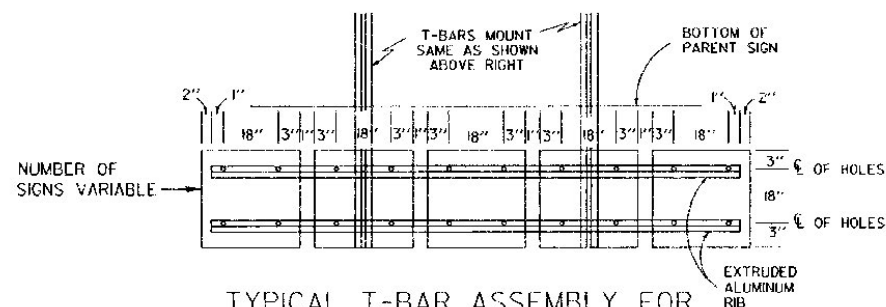 T-BARS MOUNT
SAME AS SHOWN
ABOVE RIGHT
BOTTOM OF
PARENT SIGN
2" 1" 1" 2"
18" 3" 1" 3" 18" 3" 1" 3" 18" 3" 1" 3" 18" 3" 1" 3" 18"
NUMBER OF
SIGNS VARIABLE
3" ℄ OF HOLES
18"
℄ OF HOLES
3"
EXTRUDED
ALUMINUM
RIB
TYPICAL T-BAR ASSEMBLY FOR